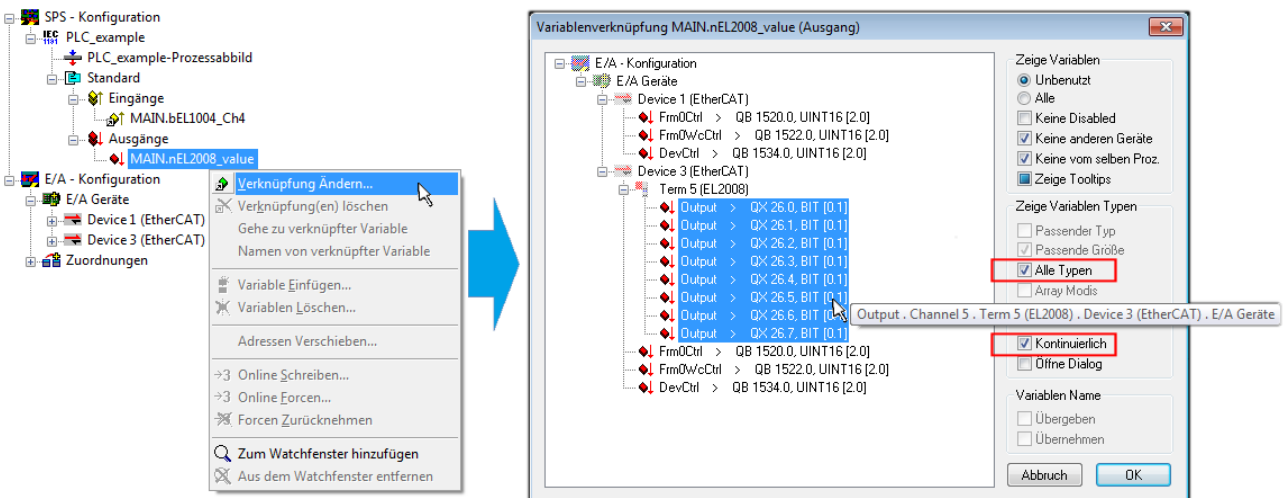 SPS - Konfiguration
IEC
1131
PLC_example
PLC_example-Prozessabbild
Standard
Eingänge
MAIN.bEL1004_Ch4
Ausgänge
MAIN.nEL2008_value
E/A - Konfiguration
E/A Geräte
Device 1 (EtherCAT)
Device 3 (EtherCAT)
Zuordnungen
Verknüpfung Ändern...
Verknüpfung(en) löschen
Gehe zu verknüpfter Variable
Namen von verknüpfter Variable
Variable Einfügen...
Variablen Löschen...
Adressen Verschieben...
Online Schreiben...
Online Forcen...
Forcen Zurücknehmen
Zum Watchfenster hinzufügen
Aus dem Watchfenster entfernen
Variablenverknüpfung MAIN.nEL2008_value (Ausgang)
E/A - Konfiguration
E/A Geräte
Device 1 (EtherCAT)
Frm0Ctrl > QB 1520.0, UINT16 [2.0]
Frm0WcCtrl > QB 1522.0, UINT16 [2.0]
DevCtrl > QB 1534.0, UINT16 [2.0]
Device 3 (EtherCAT)
Term 5 (EL2008)
Output > QX 26.0, BIT [0.1]
Output > QX 26.1, BIT [0.1]
Output > QX 26.2, BIT [0.1]
Output > QX 26.3, BIT [0.1]
Output > QX 26.4, BIT [0.1]
Output > QX 26.5, BIT [0.1]
Output > QX 26.6, BIT [0.1]
Output > QX 26.7, BIT [0.1]
Frm0Ctrl > QB 1520.0, UINT16 [2.0]
Frm0WcCtrl > QB 1522.0, UINT16 [2.0]
DevCtrl > QB 1534.0, UINT16 [2.0]
Zeige Variablen
Unbenutzt
Alle
Keine Disabled
Keine anderen Geräte
Keine vom selben Proz.
Zeige Tooltips
Zeige Variablen Typen
Passender Typ
Passende Größe
Alle Typen
Array Modis
Output . Channel 5 . Term 5 (EL2008) . Device 3 (EtherCAT) . E/A Geräte
Kontinuierlich
Öffne Dialog
Variablen Name
Übergeben
Übernehmen
Abbruch
OK